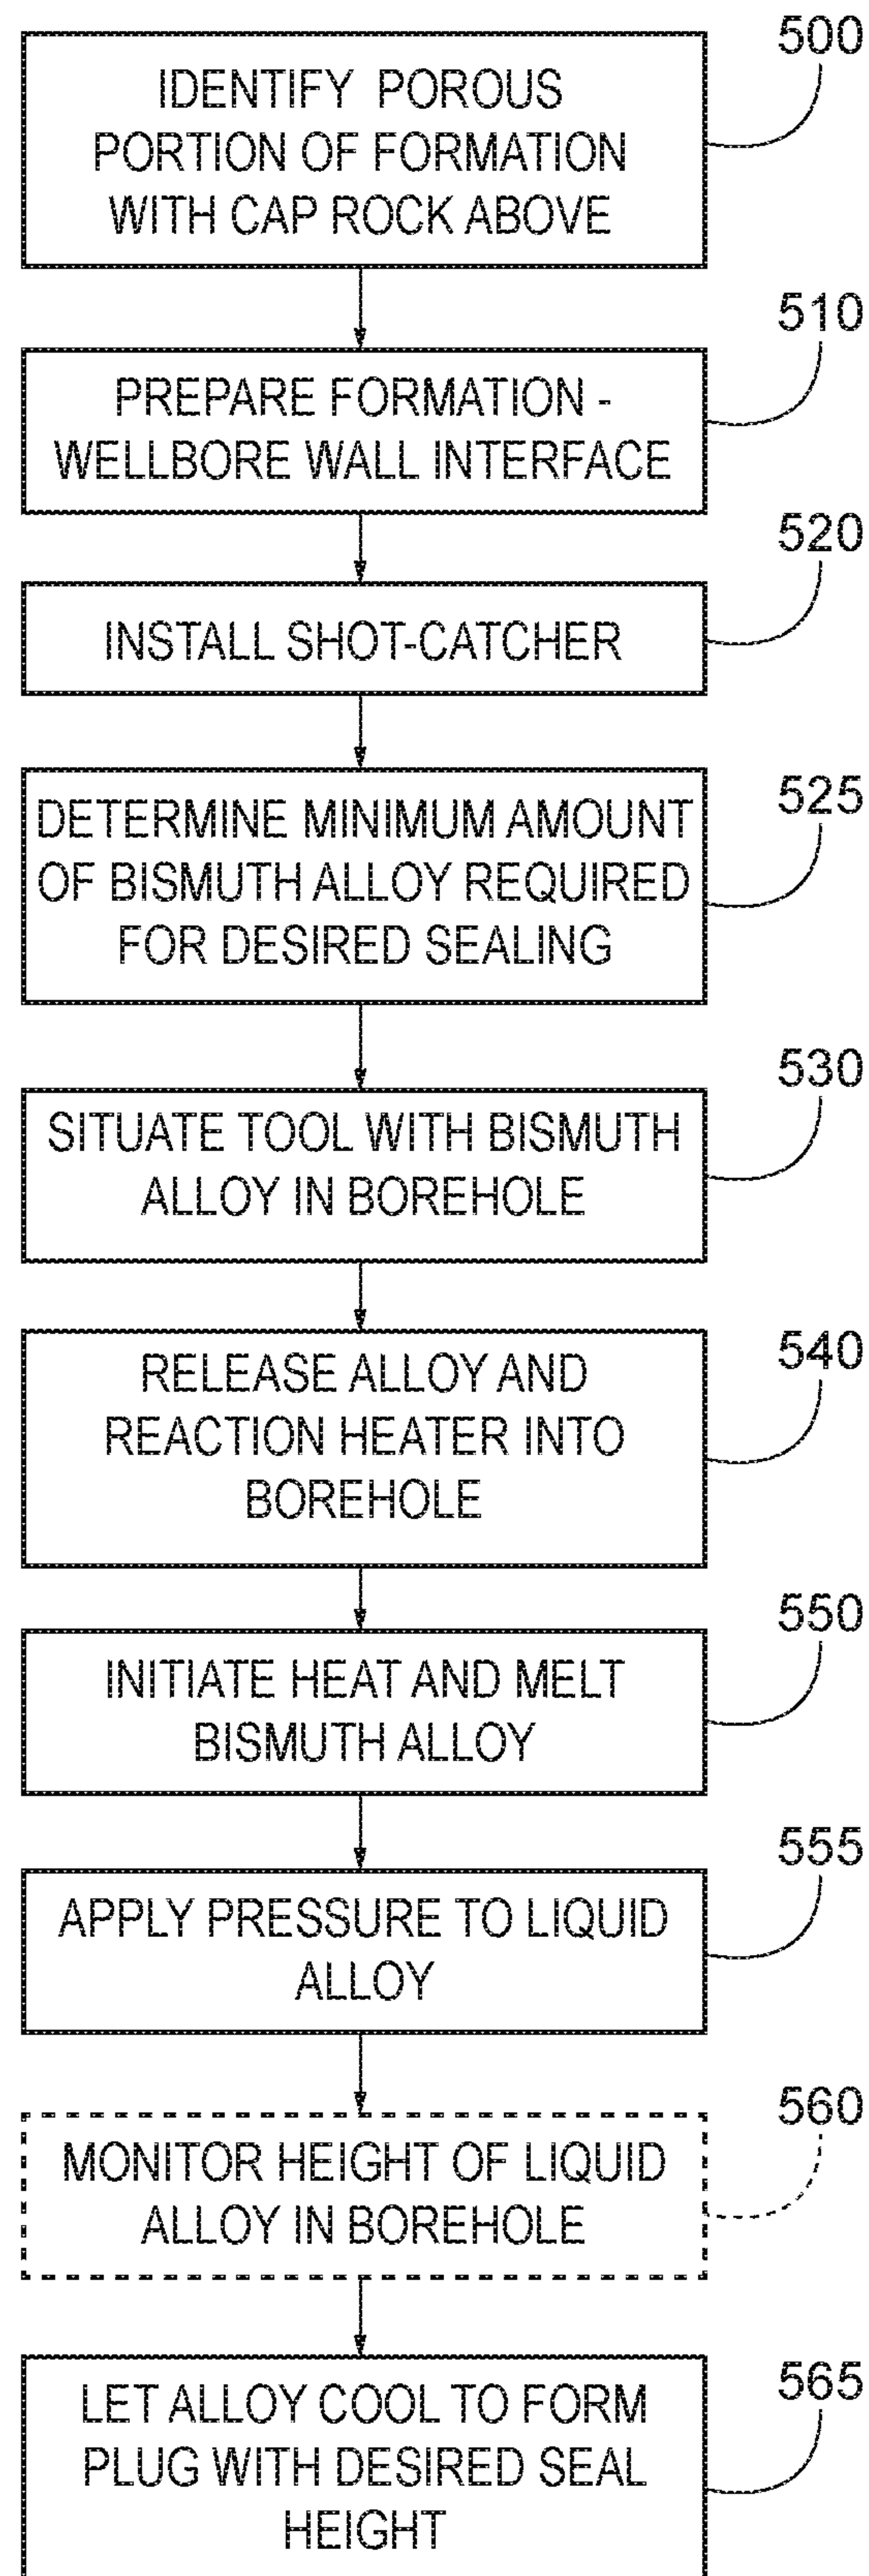 500
IDENTIFY POROUS
PORTION OF FORMATION
WITH CAP ROCK ABOVE
510
PREPARE FORMATION -
WELLBORE WALL INTERFACE
520
INSTALL SHOT-CATCHER
525
DETERMINE MINIMUM AMOUNT
OF BISMUTH ALLOY REQUIRED
FOR DESIRED SEALING
530
SITUATE TOOL WITH BISMUTH
ALLOY IN BOREHOLE
540
RELEASE ALLOY AND
REACTION HEATER INTO
BOREHOLE
550
INITIATE HEAT AND MELT
BISMUTH ALLOY
555
APPLY PRESSURE TO LIQUID
ALLOY
560
MONITOR HEIGHT OF LIQUID
ALLOY IN BOREHOLE
565
LET ALLOY COOL TO FORM
PLUG WITH DESIRED SEAL
HEIGHT